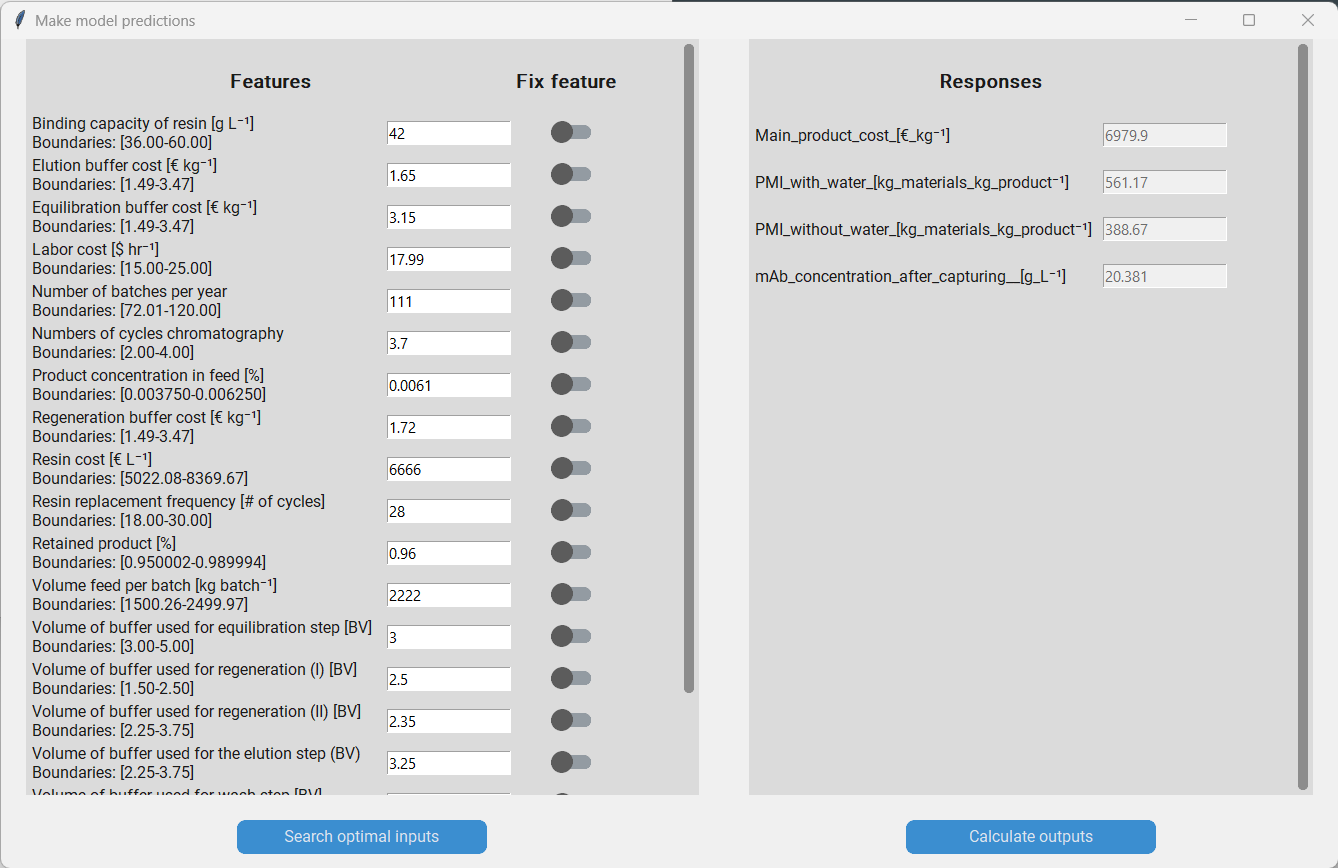 Make model predictions
Features
Fix feature
Binding capacity of resin [g L⁻¹]
Boundaries: [36.00-60.00]
42
Elution buffer cost [€ kg⁻¹]
Boundaries: [1.49-3.47]
1.65
Equilibration buffer cost [€ kg⁻¹]
Boundaries: [1.49-3.47]
3.15
Labor cost [$ hr⁻¹]
Boundaries: [15.00-25.00]
17.99
Number of batches per year
Boundaries: [72.01-120.00]
111
Numbers of cycles chromatography
Boundaries: [2.00-4.00]
3.7
Product concentration in feed [%]
Boundaries: [0.003750-0.006250]
0.0061
Regeneration buffer cost [€ kg⁻¹]
Boundaries: [1.49-3.47]
1.72
Resin cost [€ L⁻¹]
Boundaries: [5022.08-8369.67]
6666
Resin replacement frequency [# of cycles]
Boundaries: [18.00-30.00]
28
Retained product [%]
Boundaries: [0.950002-0.989994]
0.96
Volume feed per batch [kg batch⁻¹]
Boundaries: [1500.26-2499.97]
2222
Volume of buffer used for equilibration step [BV]
Boundaries: [3.00-5.00]
3
Volume of buffer used for regeneration (I) [BV]
Boundaries: [1.50-2.50]
2.5
Volume of buffer used for regeneration (II) [BV]
Boundaries: [2.25-3.75]
2.35
Volume of buffer used for the elution step (BV)
Boundaries: [2.25-3.75]
3.25
Volume of buffer used for wash step [BV]
Search optimal inputs
Responses
Main_product_cost_[€_kg⁻¹]
6979.9
PMI_with_water_[kg_materials_kg_product⁻¹]
561.17
PMI_without_water_[kg_materials_kg_product⁻¹]
388.67
mAb_concentration_after_capturing__[g_L⁻¹]
20.381
Calculate outputs